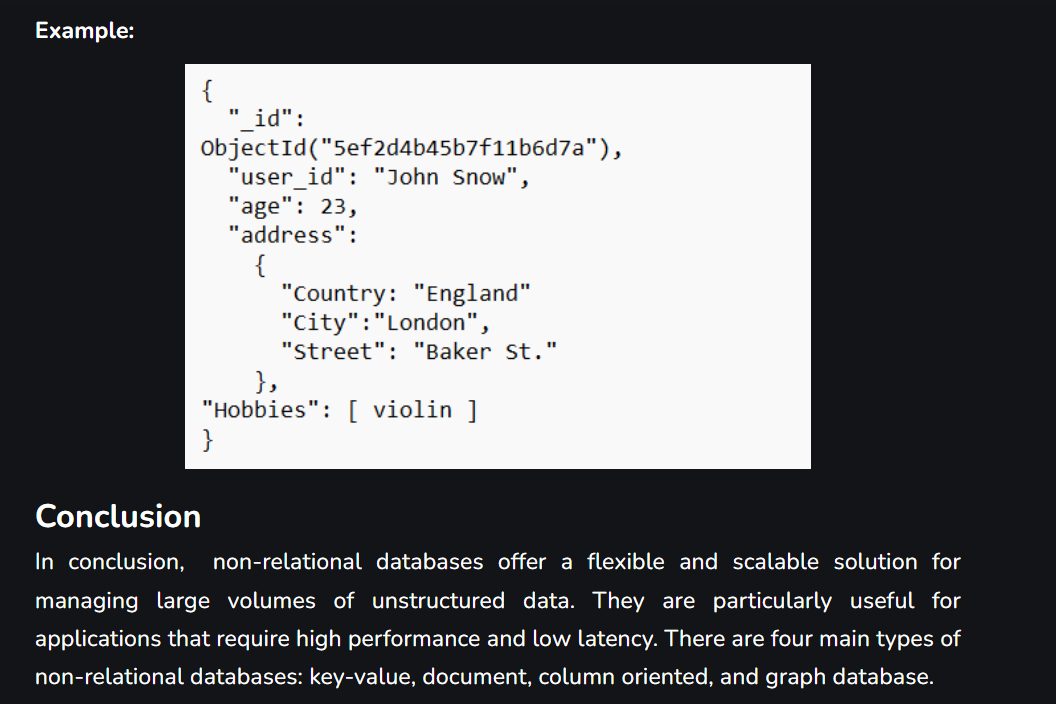 Example:
{
"_id":
ObjectId("5ef2d4b45b7f11b6d7a"),
"user_id": "John Snow",
"age": 23,
"address":
{
"Country: "England"
"City":"London",
"Street": "Baker St."
},
"Hobbies": [ violin ]
}
Conclusion
In conclusion, non-relational databases offer a flexible and scalable solution for
managing large volumes of unstructured data. They are particularly useful for
applications that require high performance and low latency. There are four main types of
non-relational databases: key-value, document, column oriented, and graph database.